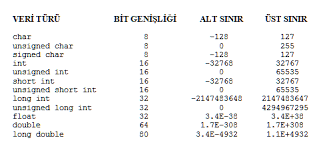 VERİ TÜRÜ BİT GENİŞLİĞİ ALT SINIR ÜST SINIR
char 8 -128 127
unsigned char 8 0 255
signed char 8 -128 127
int 16 -32768 32767
unsigned int 16 0 65535
short int 16 -32768 32767
unsigned short int 16 0 65535
long int 32 -2147483648 2147483647
unsigned long int 32 0 4294967295
float 32 3.4E-38 3.4E+38
double 64 1.7E-308 1.7E+308
long double 80 3.4E-4932 1.1E+4932